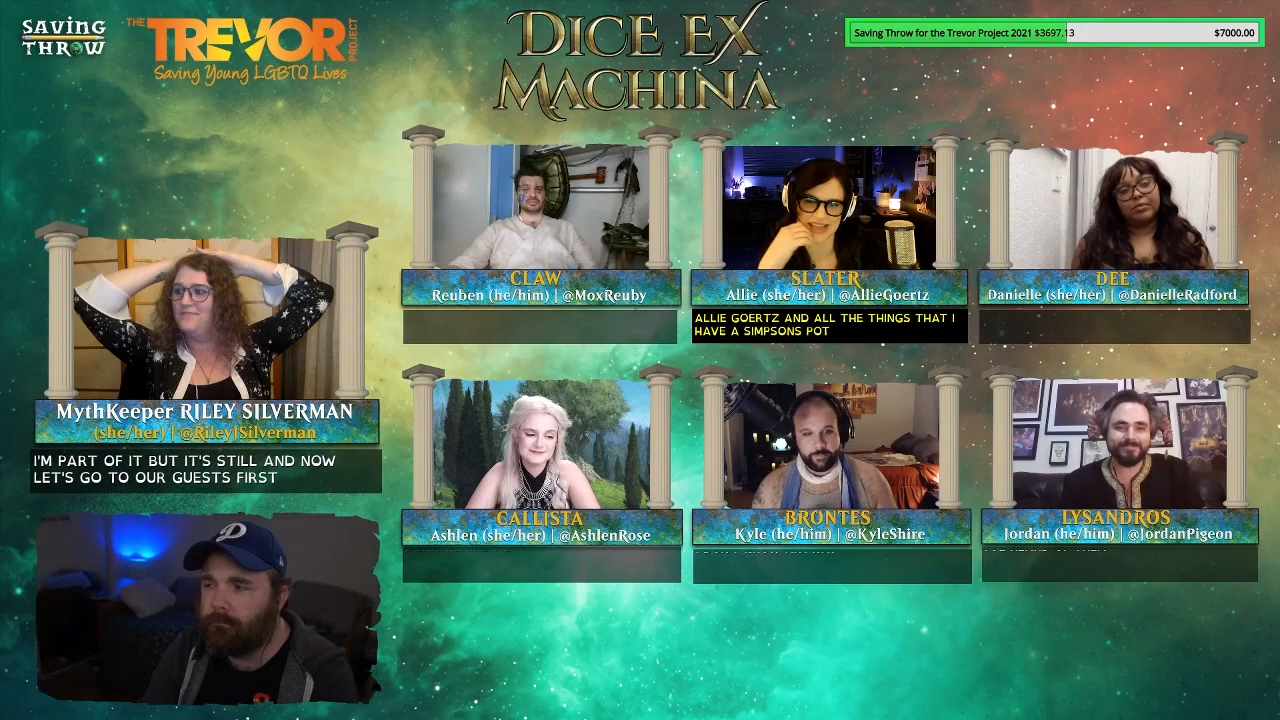 SAVING
THROW
THE TREVOR PROJECT
Saving Young LGBTQ Lives
DICE EX
MACHINA
Saving Throw for the Trevor Project 2021 $3697.13
$7000.00
CLAW
Reuben (he/him) | @MoxReuby
SLATER
Allie (she/her) | @AllieGoertz
ALLIE GOERTZ AND ALL THE THINGS THAT I
HAVE A SIMPSONS POT
DEE
Danielle (she/her) | @DanielleRadford
MythKeeper RILEY SILVERMAN
(she/her) | @RileyJSilverman
I'M PART OF IT BUT IT'S STILL AND NOW
LET'S GO TO OUR GUESTS FIRST
CALLISTA
Ashlen (she/her) | @AshlenRose
BRONTES
Kyle (he/him) | @KyleShire
LYSANDROS
Jordan (he/him) | @JordanPigeon